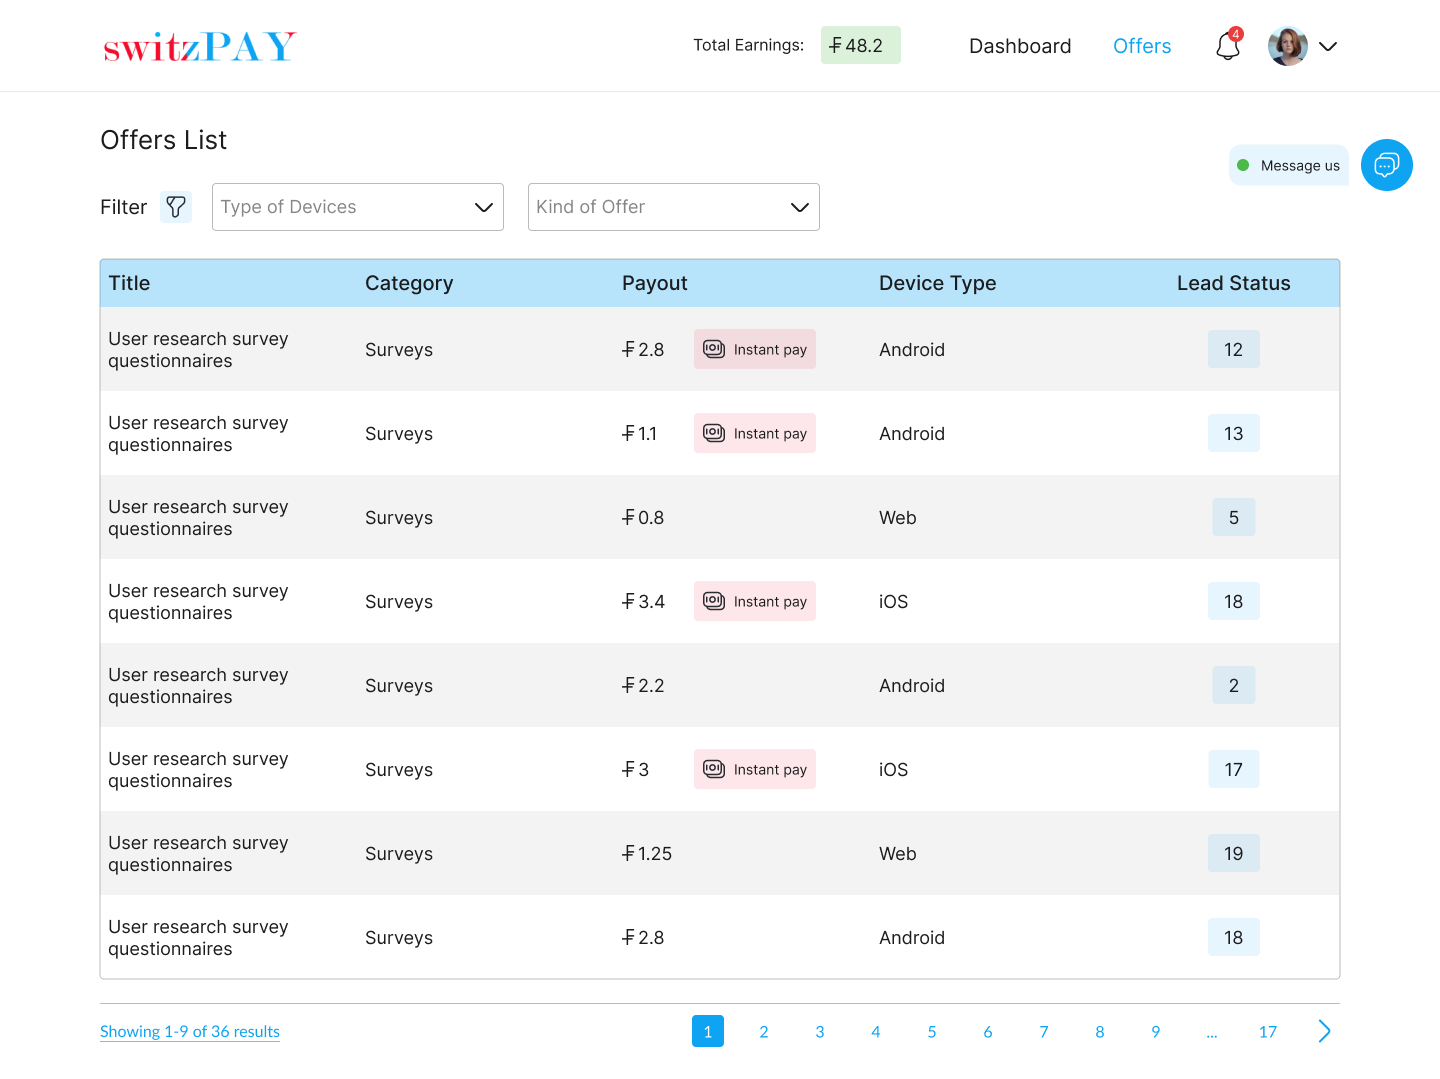 switzPAY
Total Earnings: ₣ 48.2 Dashboard Offers 4
Offers List
Message us
Filter Type of Devices Kind of Offer
Title Category Payout Device Type Lead Status
User research survey
questionnaires
Surveys ₣ 2.8 Instant pay Android 12
User research survey
questionnaires
Surveys ₣ 1.1 Instant pay Android 13
User research survey
questionnaires
Surveys ₣ 0.8 Web 5
User research survey
questionnaires
Surveys ₣ 3.4 Instant pay iOS 18
User research survey
questionnaires
Surveys ₣ 2.2 Android 2
User research survey
questionnaires
Surveys ₣ 3 Instant pay iOS 17
User research survey
questionnaires
Surveys ₣ 1.25 Web 19
User research survey
questionnaires
Surveys ₣ 2.8 Android 18
Showing 1-9 of 36 results 1 2 3 4 5 6 7 8 9 ... 17